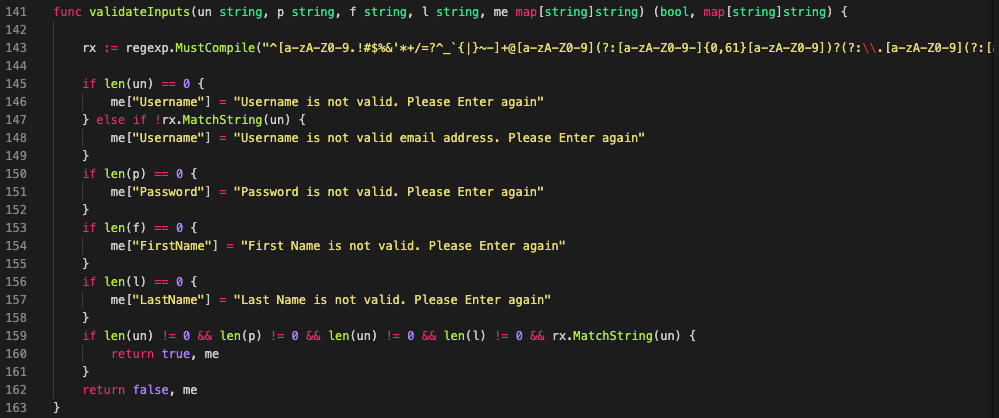 141 func validateInputs(un string, p string, f string, l string, me map[string]string) (bool, map[string]string) {
142
143 rx := regexp.MustCompile("^[a-zA-Z0-9.!#$%&'*+/=?^_`{|}~-]+@[a-zA-Z0-9](?:[a-zA-Z0-9-]{0,61}[a-zA-Z0-9])?(?:\\.[a-zA-Z0-9](?:[
144
145 if len(un) == 0 {
146 me["Username"] = "Username is not valid. Please Enter again"
147 } else if !rx.MatchString(un) {
148 me["Username"] = "Username is not valid email address. Please Enter again"
149 }
150 if len(p) == 0 {
151 me["Password"] = "Password is not valid. Please Enter again"
152 }
153 if len(f) == 0 {
154 me["FirstName"] = "First Name is not valid. Please Enter again"
155 }
156 if len(l) == 0 {
157 me["LastName"] = "Last Name is not valid. Please Enter again"
158 }
159 if len(un) != 0 && len(p) != 0 && len(un) != 0 && len(l) != 0 && rx.MatchString(un) {
160 return true, me
161 }
162 return false, me
163 }